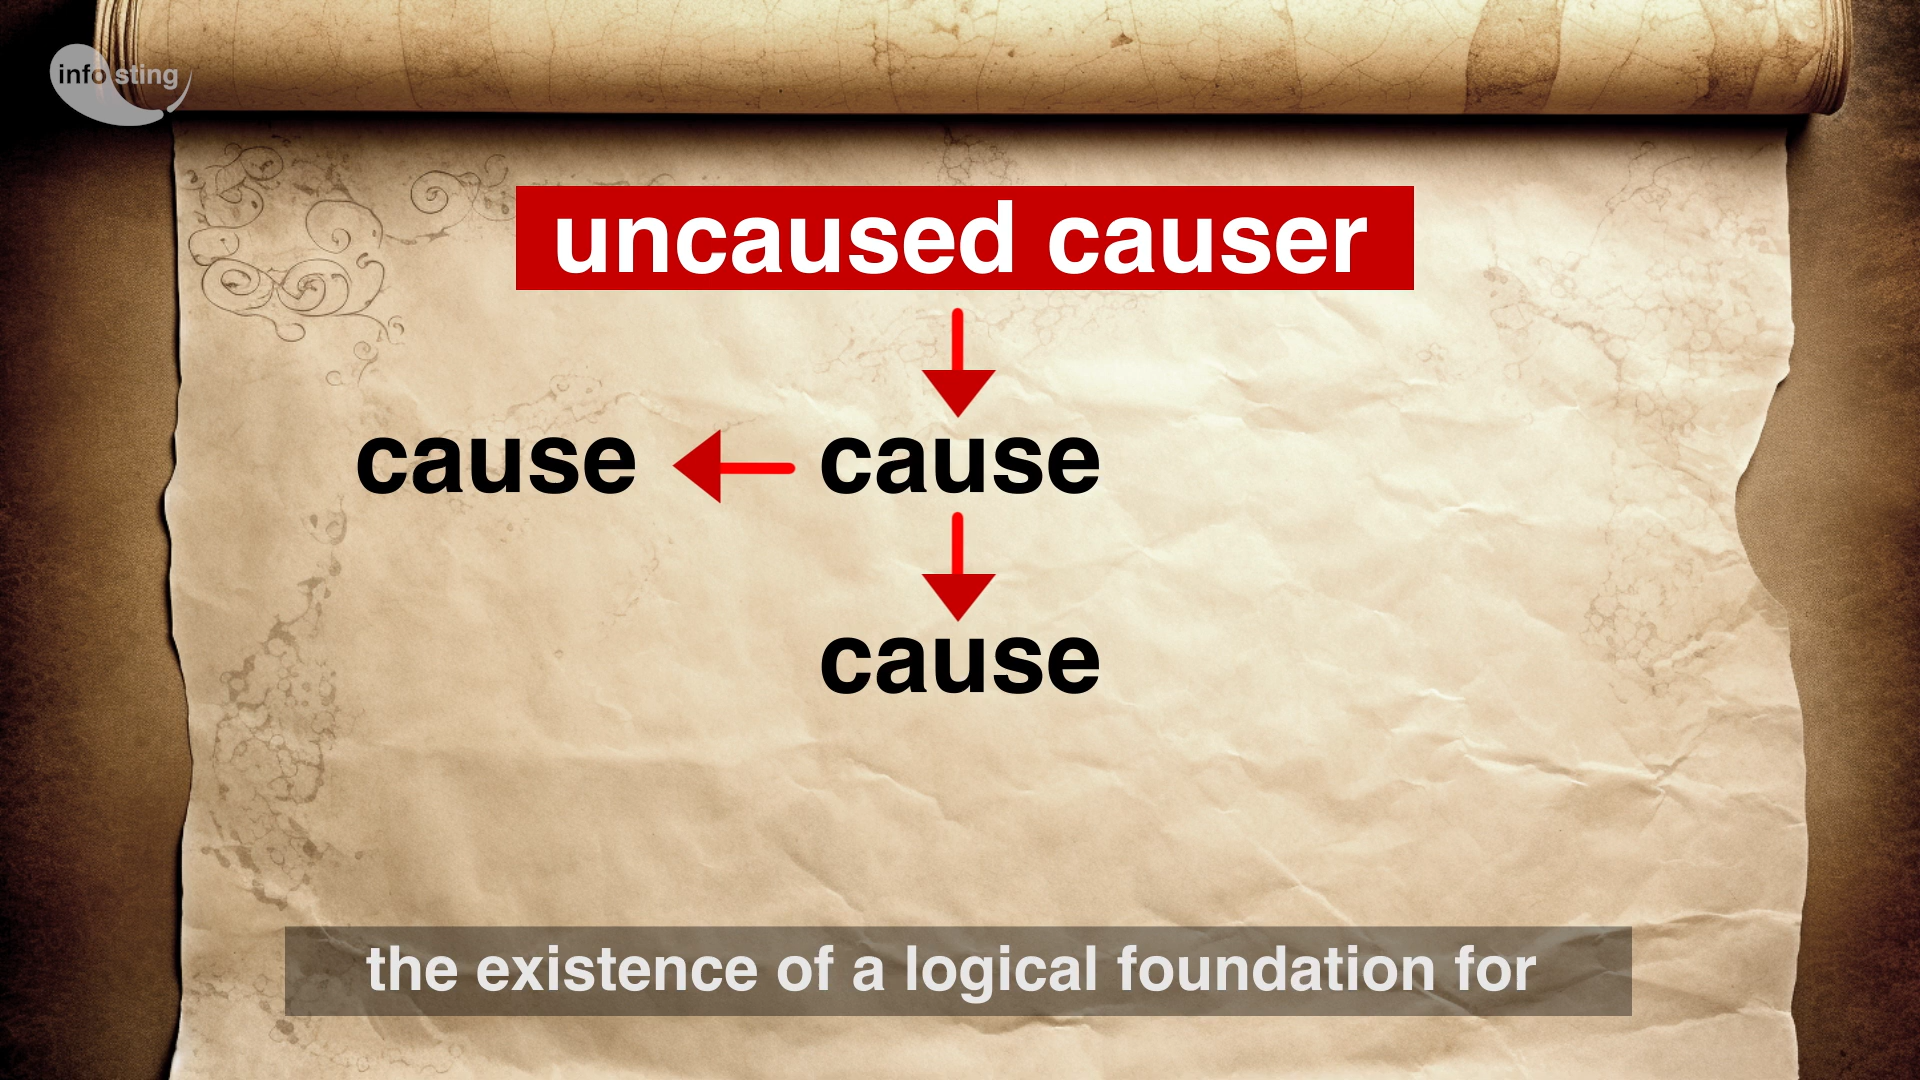 info sting
uncaused causer
cause cause
cause
the existence of a logical foundation for